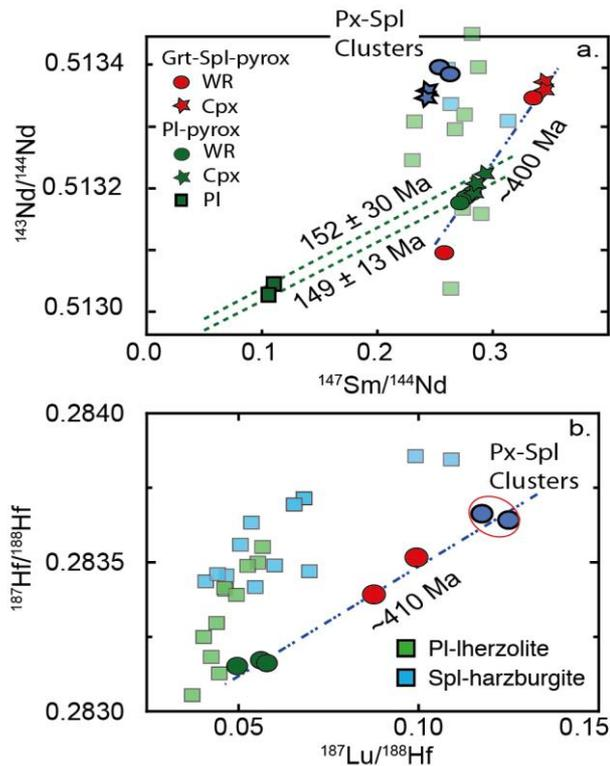 Px-Spl
Clusters
a.
Grt-Spl-pyrox
WR
Cpx
Pl-pyrox
WR
Cpx
Pl
~400 Ma
152 ± 30 Ma
149 ± 13 Ma
0.5134
0.5132
0.5130
¹⁴³Nd/¹⁴⁴Nd
0.0
0.1
0.2
0.3
¹⁴⁷Sm/¹⁴⁴Nd
b.
Px-Spl
Clusters
~410 Ma
Pl-lherzolite
Spl-harzburgite
0.2840
0.2835
0.2830
¹⁸⁷Hf/¹⁸⁸Hf
0.05
0.10
0.15
¹⁸⁷Lu/¹⁸⁸Hf